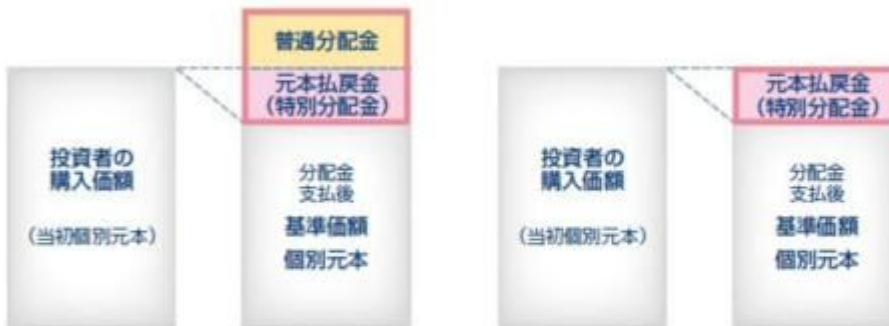 普通分配金
元本払戻金
(特別分配金)
投資者の
購入価額
(当初個別元本)
分配金
支払後
基準価額
個別元本
元本払戻金
(特別分配金)
投資者の
購入価額
(当初個別元本)
分配金
支払後
基準価額
個別元本